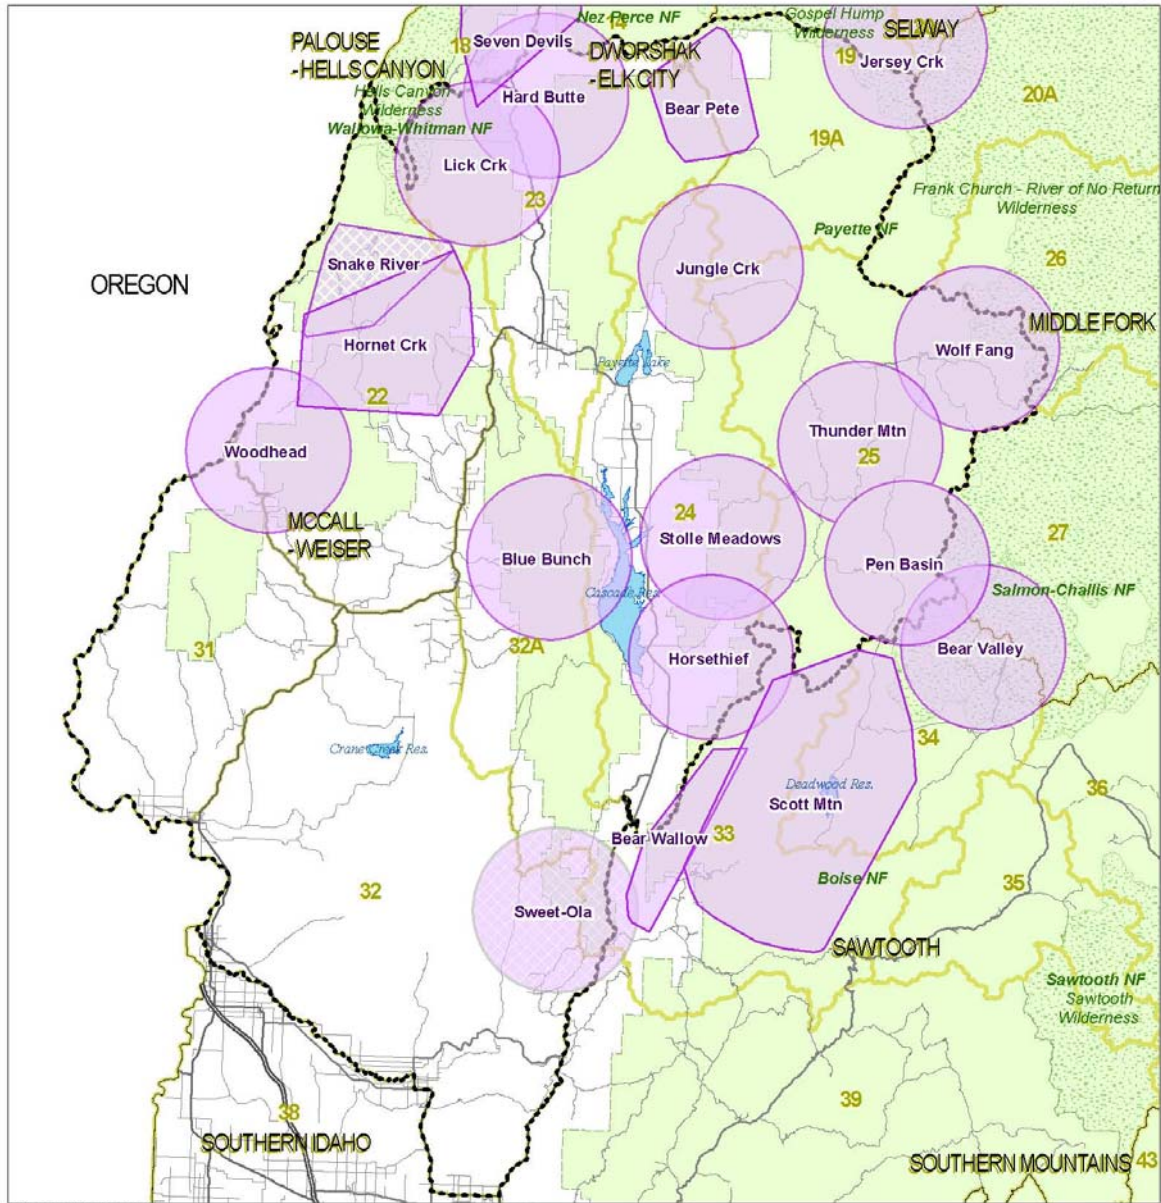 Nez Perce NF
14
Gospel Hump
Wilderness
SELWAY
PALOUSE
-HELLS CANYON
18
Seven Devils
DWORSHAK
-ELK CITY
19
Jersey Crk
Hells Canyon
Wilderness
Hard Butte
Bear Pete
20A
Wallowa-Whitman NF
19A
Lick Crk
23
Frank Church - River of No Return
Wilderness
Payette NF
Snake River
Jungle Crk
26
OREGON
MIDDLE FORK
Hornet Crk
Wolf Fang
Payette Lake
22
Thunder Mtn
25
Woodhead
24
MCCALL
-WEISER
Stolle Meadows
27
Blue Bunch
Pen Basin
Cascade Res.
Salmon-Challis NF
31
32A
Horsethief
Bear Valley
34
Crane Creek Res.
Deadwood Res.
36
Scott Mtn
Bear Wallow
33
32
Boise NF
35
Sweet-Ola
SAWTOOTH
Sawtooth NF
Sawtooth
Wilderness
38
39
SOUTHERN IDAHO
SOUTHERN MOUNTAINS
43